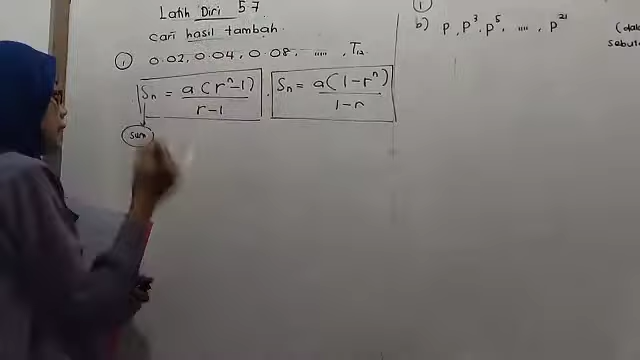 Latih Diri 5.7
cari hasil tambah.
① 0.02, 0.04, 0.08, ....., T₁₂
Sₙ = a(rⁿ-1) / r-1 . Sₙ = a(1-rⁿ) / 1-r
sum
①
b) p, p³, p⁵, ....., p²¹